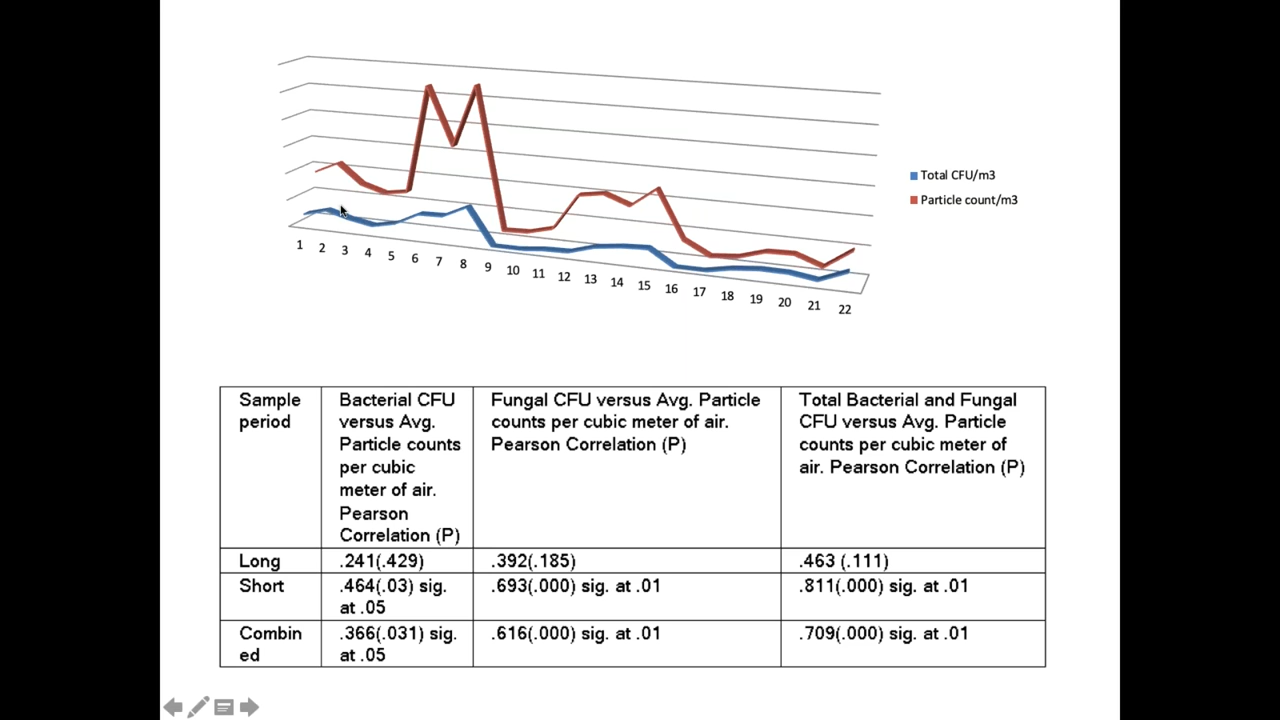 Total CFU/m3
Particle count/m3
1 2 3 4 5 6 7 8 9 10 11 12 13 14 15 16 17 18 19 20 21 22
Sample
period
Bacterial CFU
versus Avg.
Particle counts
per cubic
meter of air.
Pearson
Correlation (P)
Fungal CFU versus Avg. Particle
counts per cubic meter of air.
Pearson Correlation (P)
Total Bacterial and Fungal
CFU versus Avg. Particle
counts per cubic meter of
air. Pearson Correlation (P)
Long
.241(.429)
.392(.185)
.463 (.111)
Short
.464(.03) sig.
at .05
.693(.000) sig. at .01
.811(.000) sig. at .01
Combin
ed
.366(.031) sig.
at .05
.616(.000) sig. at .01
.709(.000) sig. at .01